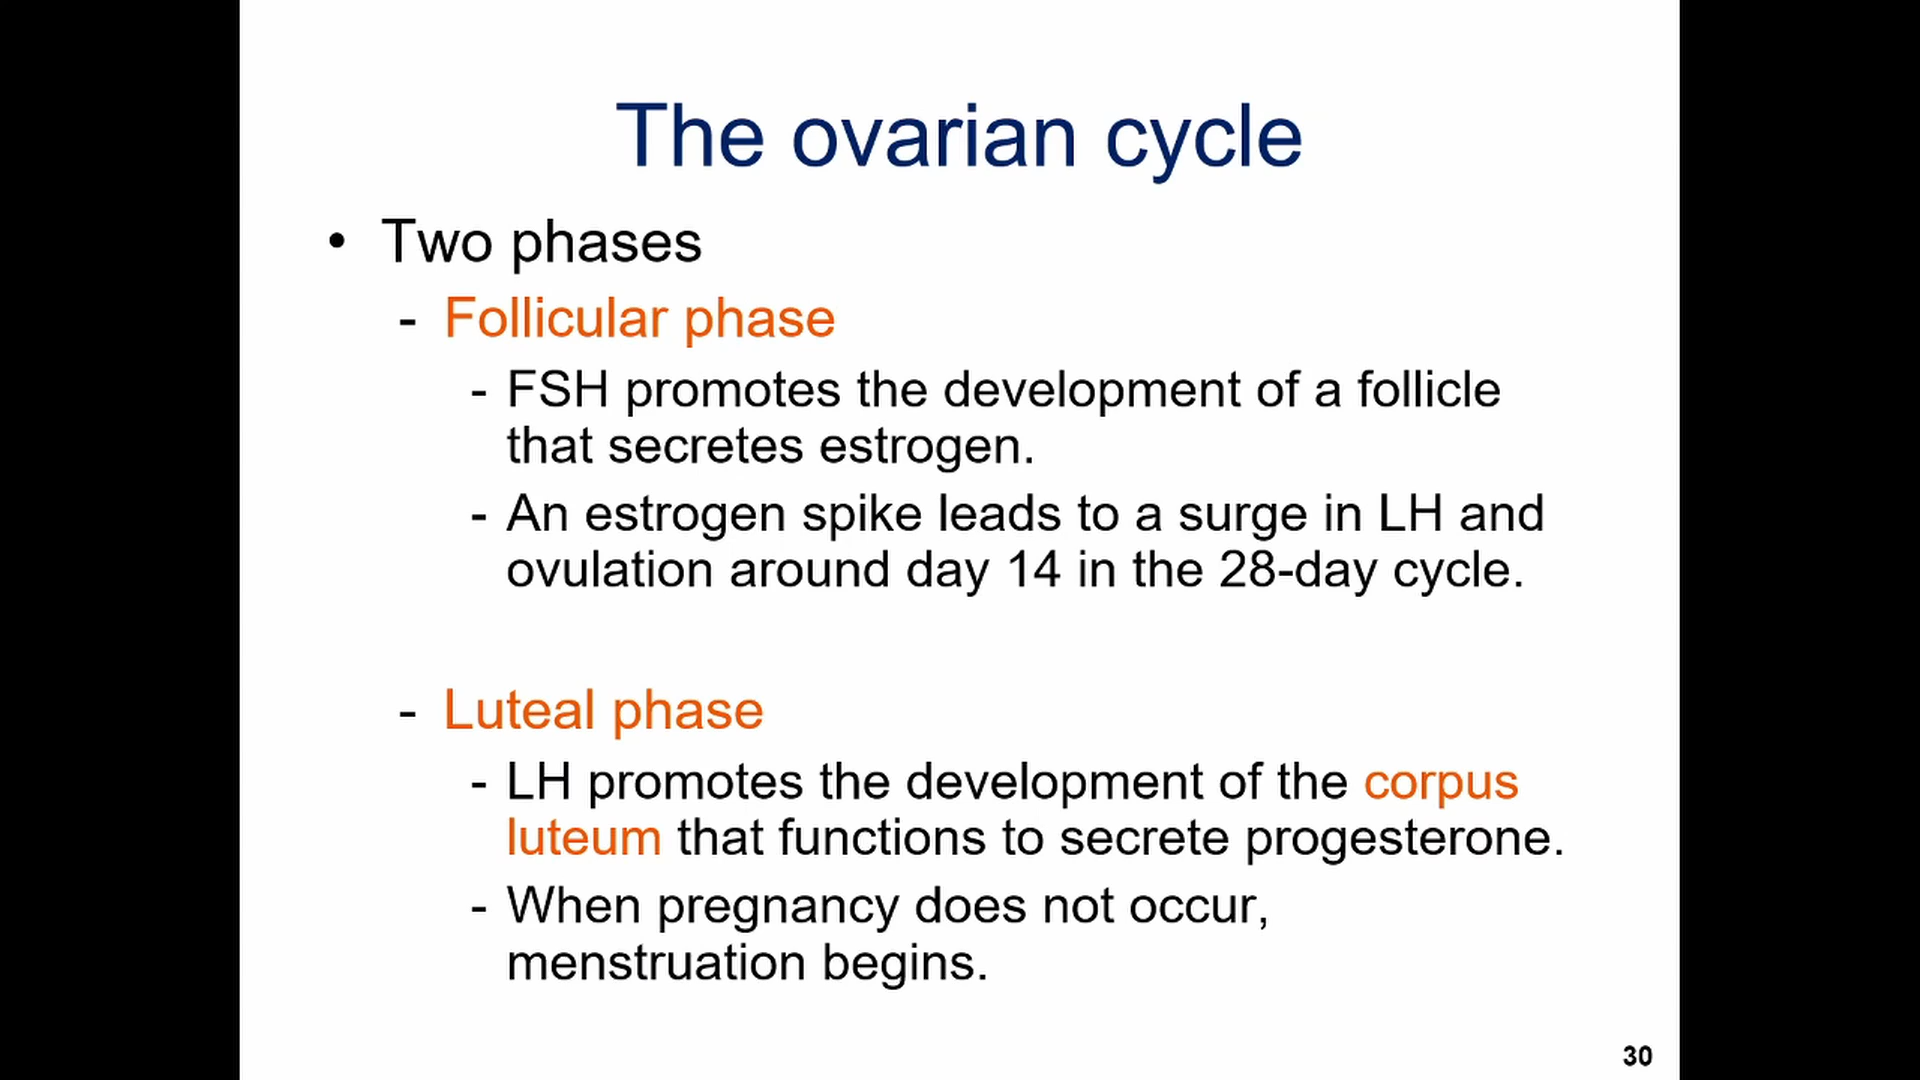 The ovarian cycle
• Two phases
- Follicular phase
- FSH promotes the development of a follicle
that secretes estrogen.
- An estrogen spike leads to a surge in LH and
ovulation around day 14 in the 28-day cycle.
- Luteal phase
- LH promotes the development of the corpus
luteum that functions to secrete progesterone.
- When pregnancy does not occur,
menstruation begins.
30